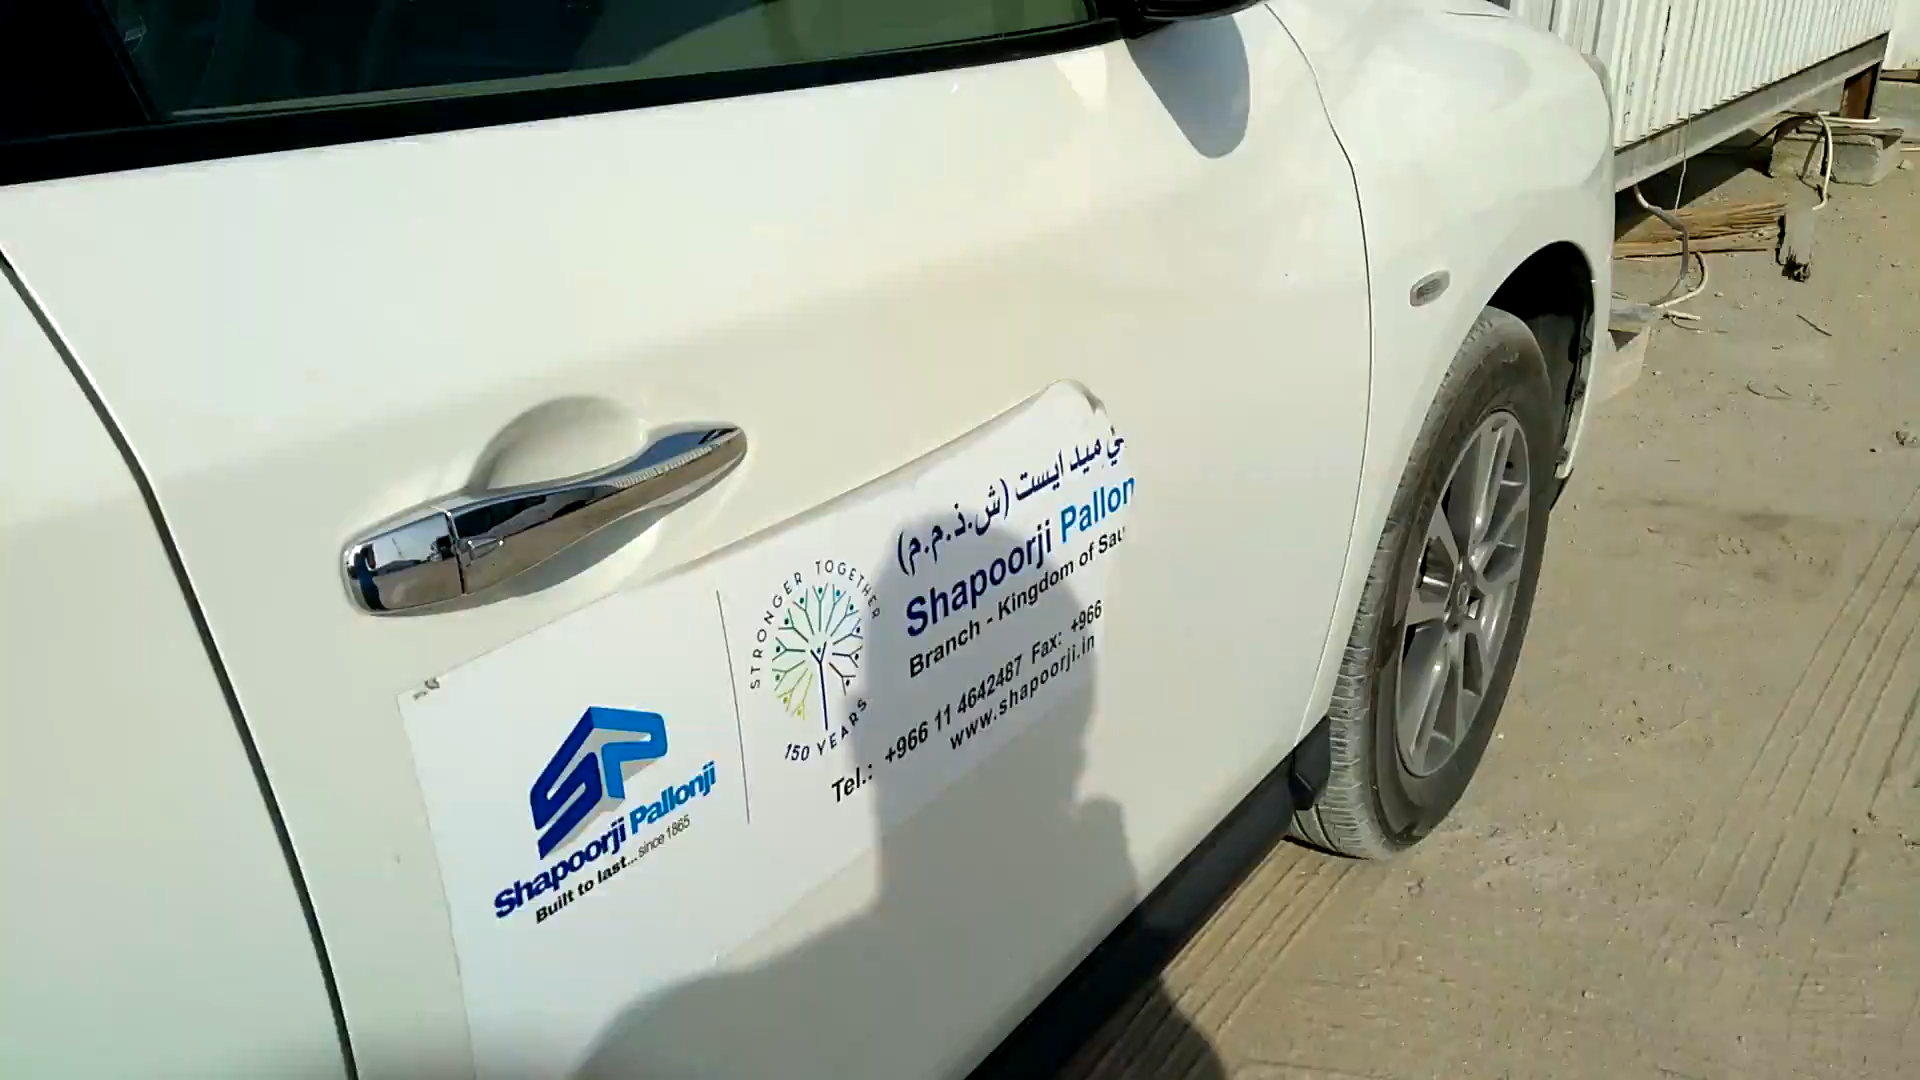 Shapoorji Pallonji
Built to last...since 1865
STRONGER TOGETHER
150 YEARS
ميد ايست (ش.ذ.م.م)
Shapoorji Pallon
Branch - Kingdom of Sau
Tel.: +966 11 4642487 Fax: +966
www.shapoorji.in